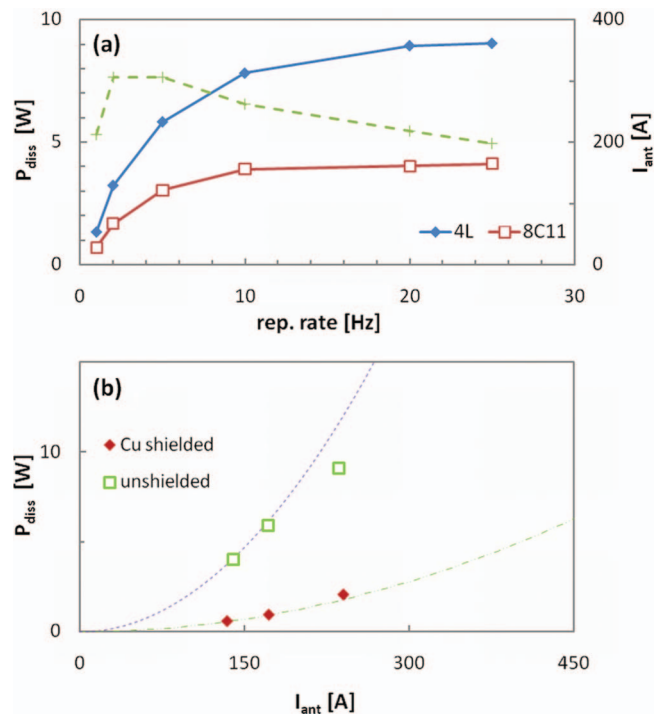 (a)
10
5
0
P_diss [W]
400
200
0
I_ant [A]
4L
8C11
0
10
20
30
rep. rate [Hz]
(b)
Cu shielded
unshielded
10
0
P_diss [W]
0
150
300
450
I_ant [A]